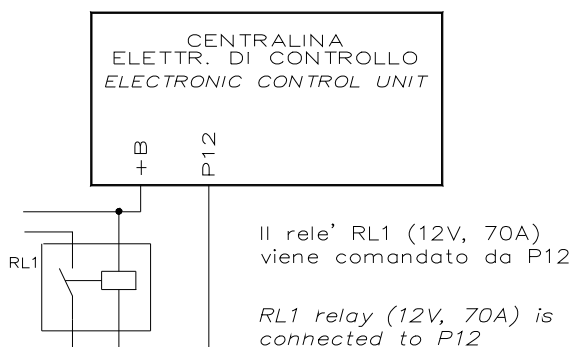 CENTRALINA
ELETTR. DI CONTROLLO
ELECTRONIC CONTROL UNIT
+B
P12
RL1
Il rele' RL1 (12V, 70A)
viene comandato da P12
RL1 relay (12V, 70A) is
connected to P12